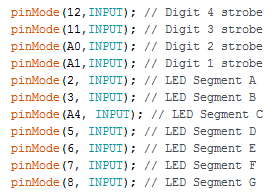 pinMode(12,INPUT); // Digit 4 strobe
pinMode(11,INPUT); // Digit 3 strobe
pinMode(A0,INPUT); // Digit 2 strobe
pinMode(A1,INPUT); // Digit 1 strobe
pinMode(2, INPUT); // LED Segment A
pinMode(3, INPUT); // LED Segment B
pinMode(A4, INPUT); // LED Segment C
pinMode(5, INPUT); // LED Segment D
pinMode(6, INPUT); // LED Segment E
pinMode(7, INPUT); // LED Segment F
pinMode(8, INPUT); // LED Segment G